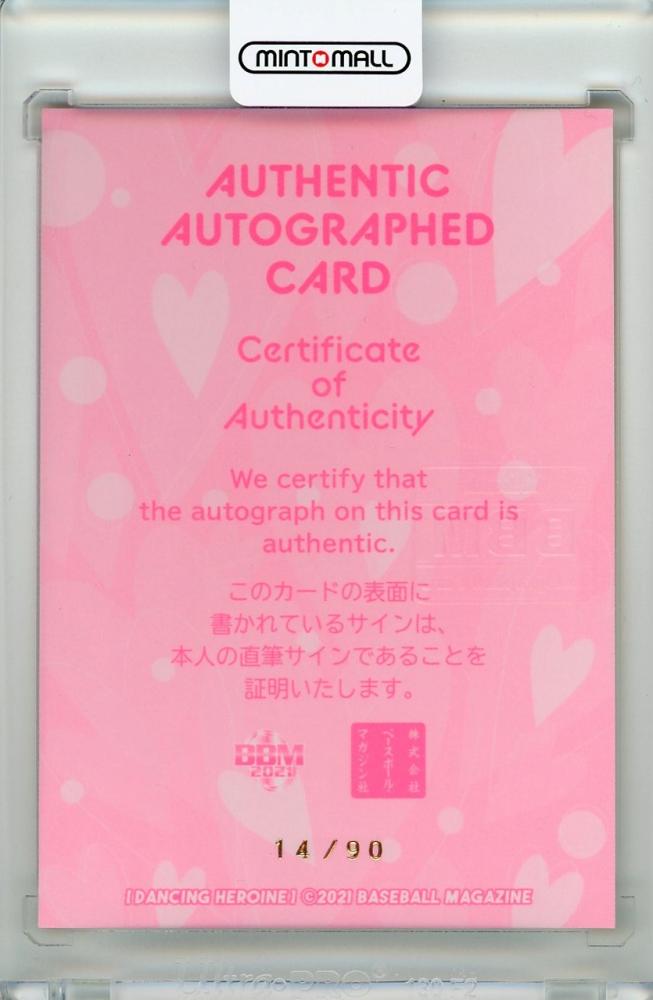 MINTMALL
AUTHENTIC
AUTOGRAPHED
CARD
Certificate
of
Authenticity
We certify that
the autograph on this card is
authentic.
このカードの表面に
書かれているサインは、
本人の直筆サインであることを
証明いたします。
BBM
2021
株式会社
ベースボール・
マガジン社
14/90
[DANCING HEROINE] ©2021 BASEBALL MAGAZINE
Ultra PRO